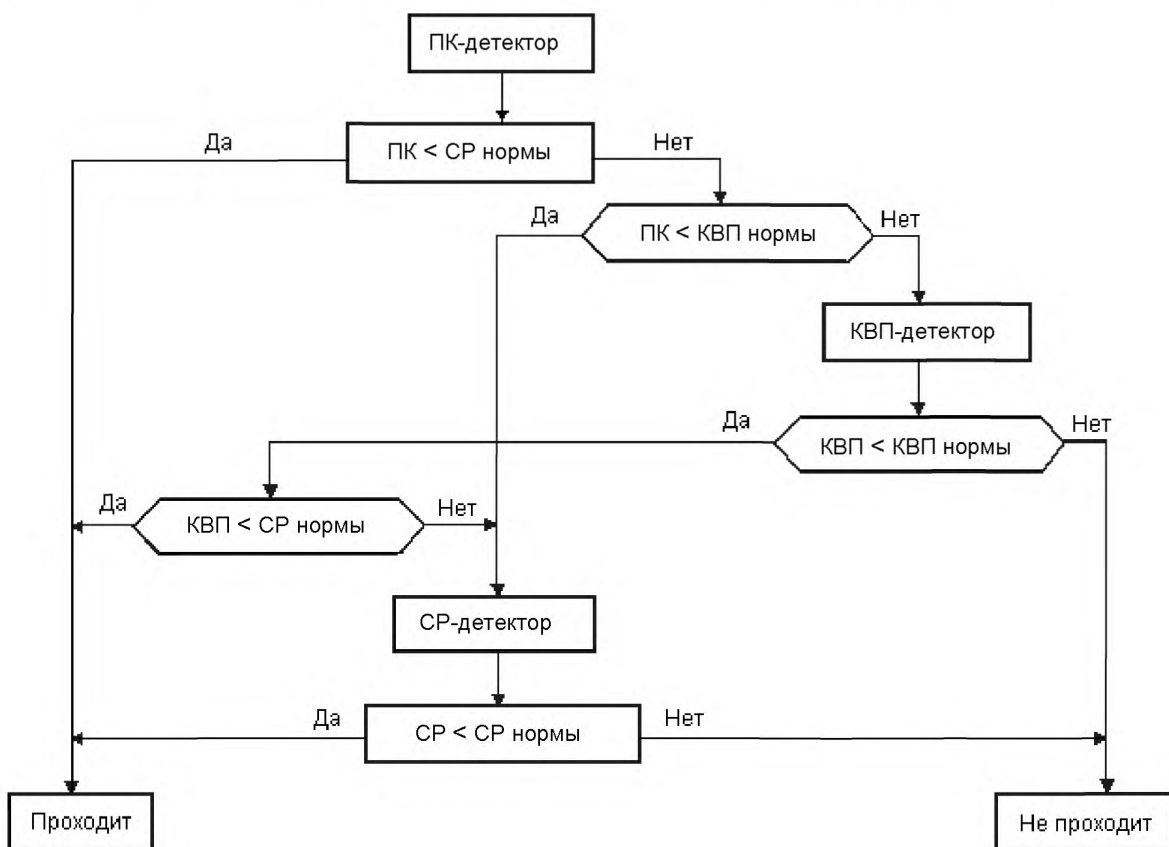 ПК-детектор
Да
ПК < СР нормы
Нет
Да
ПК < КВП нормы
Нет
КВП-детектор
Да
КВП < КВП нормы
Нет
Да
КВП < СР нормы
Нет
СР-детектор
Да
СР < СР нормы
Нет
Проходит
Не проходит